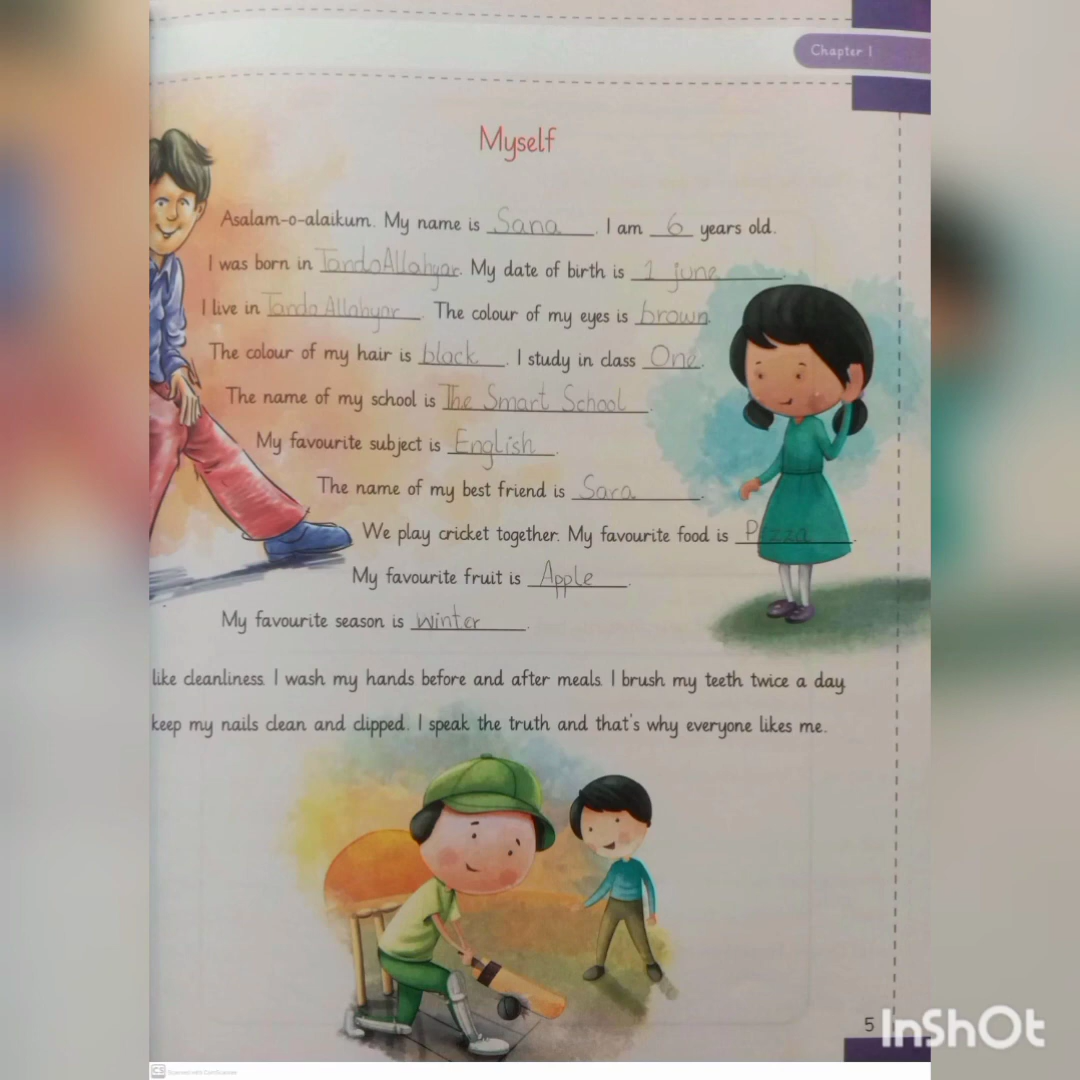 Chapter 1
Myself
Asalam-o-alaikum. My name is Sana. I am 6 years old.
I was born in Tando Allahyar. My date of birth is 1 june.
I live in Tando Allahyar. The colour of my eyes is brown
The colour of my hair is black. I study in class One.
The name of my school is The Smart School.
My favourite subject is English.
The name of my best friend is Sara.
We play cricket together. My favourite food is Pizza.
My favourite fruit is Apple.
My favourite season is winter.
like cleanliness. I wash my hands before and after meals. I brush my teeth twice a day
keep my nails clean and clipped. I speak the truth and that's why everyone likes me.
5
InShOt
CS Scanned with CamScanner